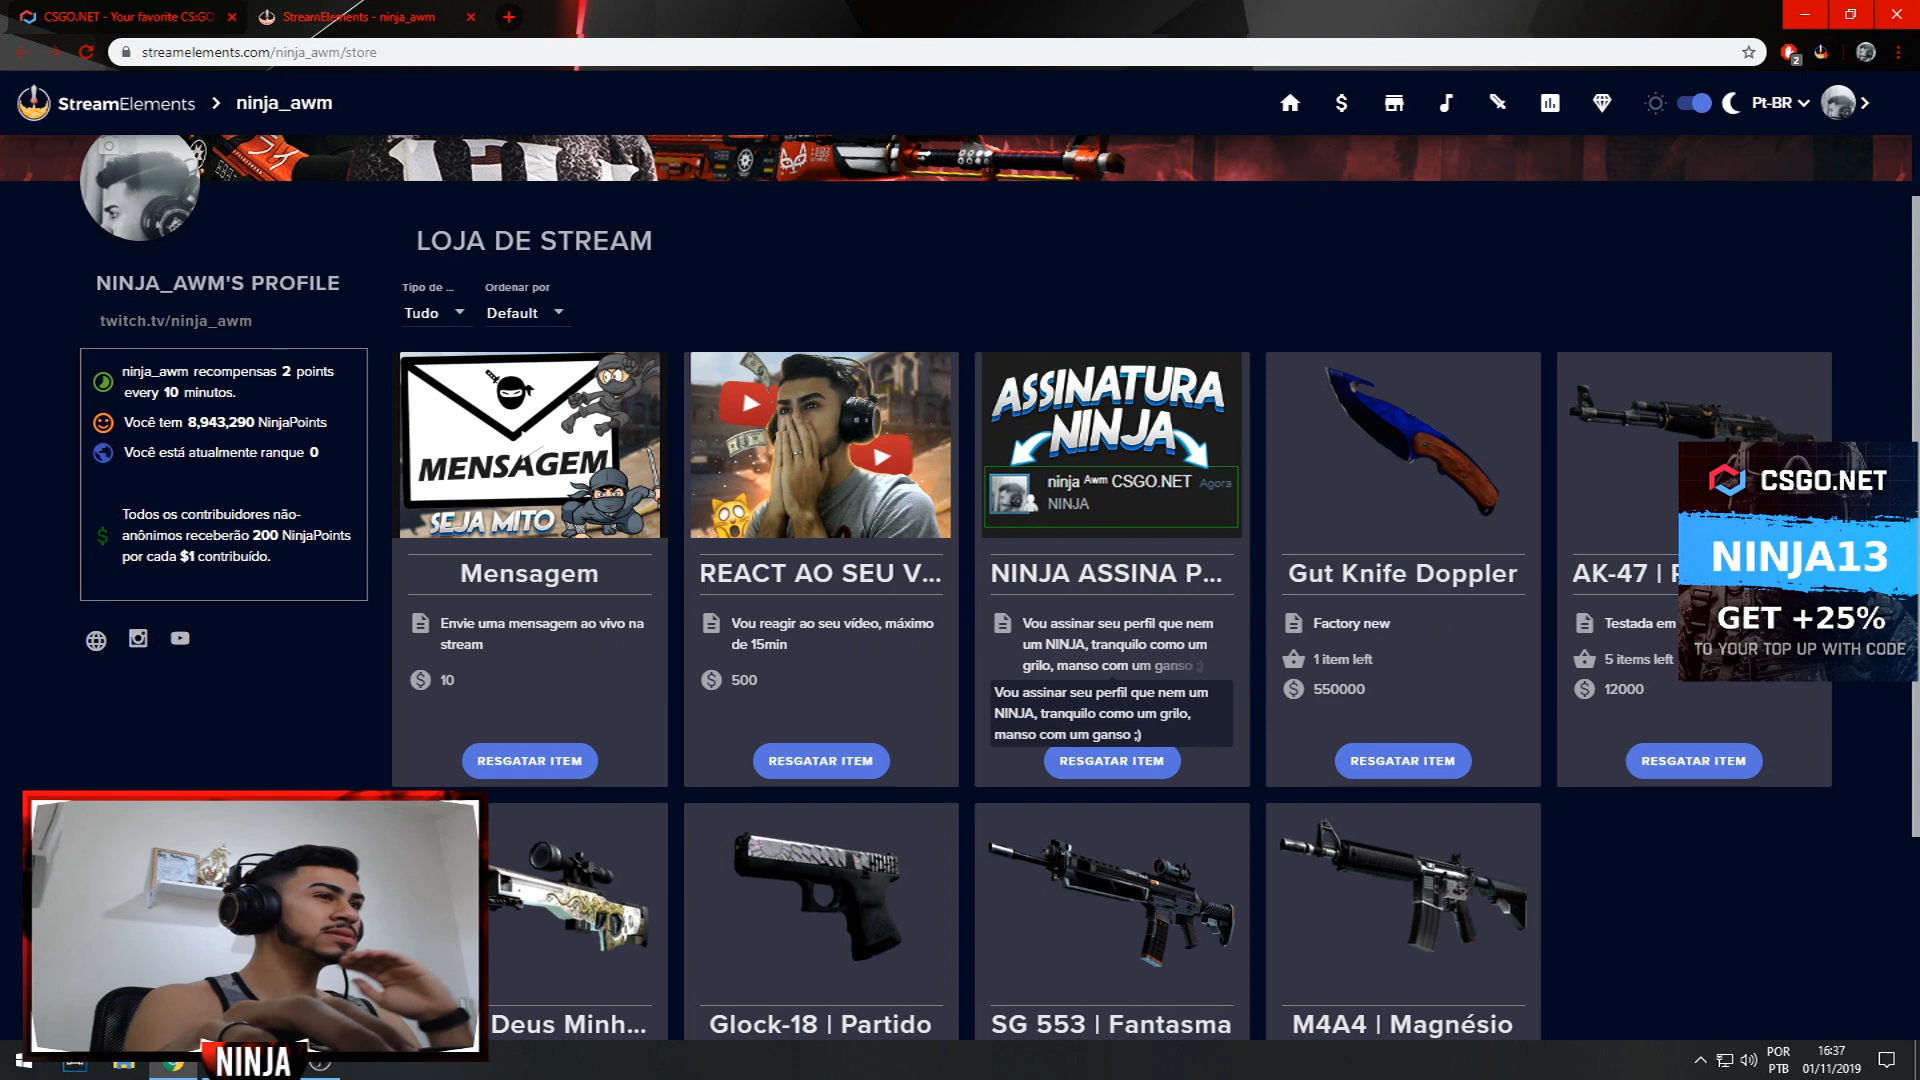 CSGO.NET - Your favorite CS:GO
StreamElements - ninja_awm
streamelements.com/ninja_awm/store
2
StreamElements
ninja_awm
Pt-BR
LOJA DE STREAM
NINJA_AWM'S PROFILE
twitch.tv/ninja_awm
Tipo de ...
Ordenar por
Tudo
Default
ninja_awm recompensas 2 points
every 10 minutos.
Você tem 8,943,290 NinjaPoints
Você está atualmente ranque 0
Todos os contribuidores não-
anônimos receberão 200 NinjaPoints
por cada $1 contribuído.
MENSAGEM
SEJA MITO
Mensagem
Envie uma mensagem ao vivo na
stream
10
RESGATAR ITEM
REACT AO SEU V...
Vou reagir ao seu vídeo, máximo
de 15min
500
RESGATAR ITEM
ASSINATURA
NINJA
ninja ᴬʷᵐ CSGO.NET
Agora
NINJA
NINJA ASSINA P...
Vou assinar seu perfil que nem
um NINJA, tranquilo como um
grilo, manso com um ganso ;)
Vou assinar seu perfil que nem um
NINJA, tranquilo como um grilo,
manso com um ganso ;)
RESGATAR ITEM
Gut Knife Doppler
Factory new
1 item left
550000
RESGATAR ITEM
AK-47 |
Testada em
5 items left
12000
RESGATAR ITEM
CSGO.NET
NINJA13
GET +25%
TO YOUR TOP UP WITH CODE
Deus Minh...
Glock-18 | Partido
SG 553 | Fantasma
M4A4 | Magnésio
NINJA
POR
PTB
16:37
01/11/2019